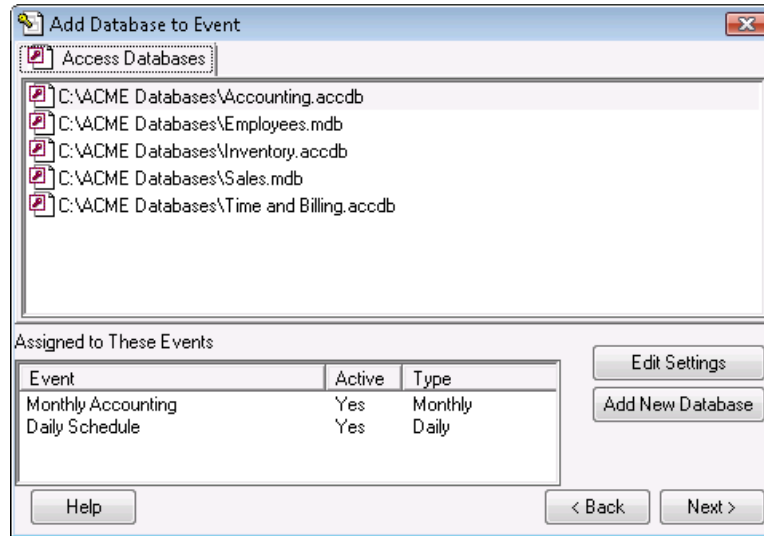 Add Database to Event
Access Databases
C:\ACME Databases\Accounting.accdb
C:\ACME Databases\Employees.mdb
C:\ACME Databases\Inventory.accdb
C:\ACME Databases\Sales.mdb
C:\ACME Databases\Time and Billing.accdb
Assigned to These Events
Event Active Type
Monthly Accounting Yes Monthly
Daily Schedule Yes Daily
Edit Settings
Add New Database
Help < Back Next >